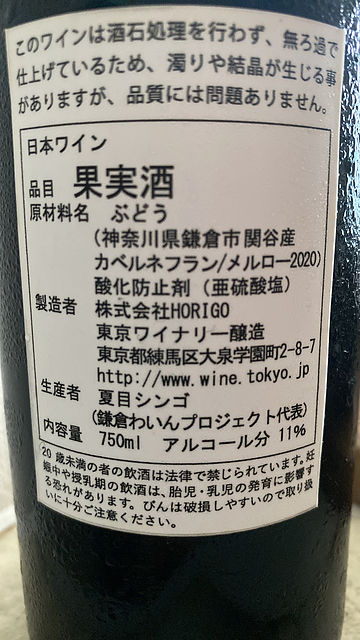 このワインは酒石処理を行わず、無ろ過で
仕上げているため、濁りや結晶が生じる事
がありますが、品質には問題ありません。
日本ワイン
品目 果実酒
原材料名 ぶどう
(神奈川県鎌倉市関谷産
カベルネフラン/メルロー2020)
酸化防止剤(亜硫酸塩)
製造者 株式会社HORIGO
東京ワイナリー醸造
東京都練馬区大泉学園町2-8-7
http://www.wine.tokyo.jp
生産者 夏目シンゴ
(鎌倉わいんプロジェクト代表)
内容量 750ml アルコール分 11%
20 歳未満の者の飲酒は法律で禁じられています。妊
娠中や授乳期の飲酒は、胎児・乳児の発育に影響す
る恐れがあります。びんは破損しやすいので取り扱
いに十分ご注意ください。